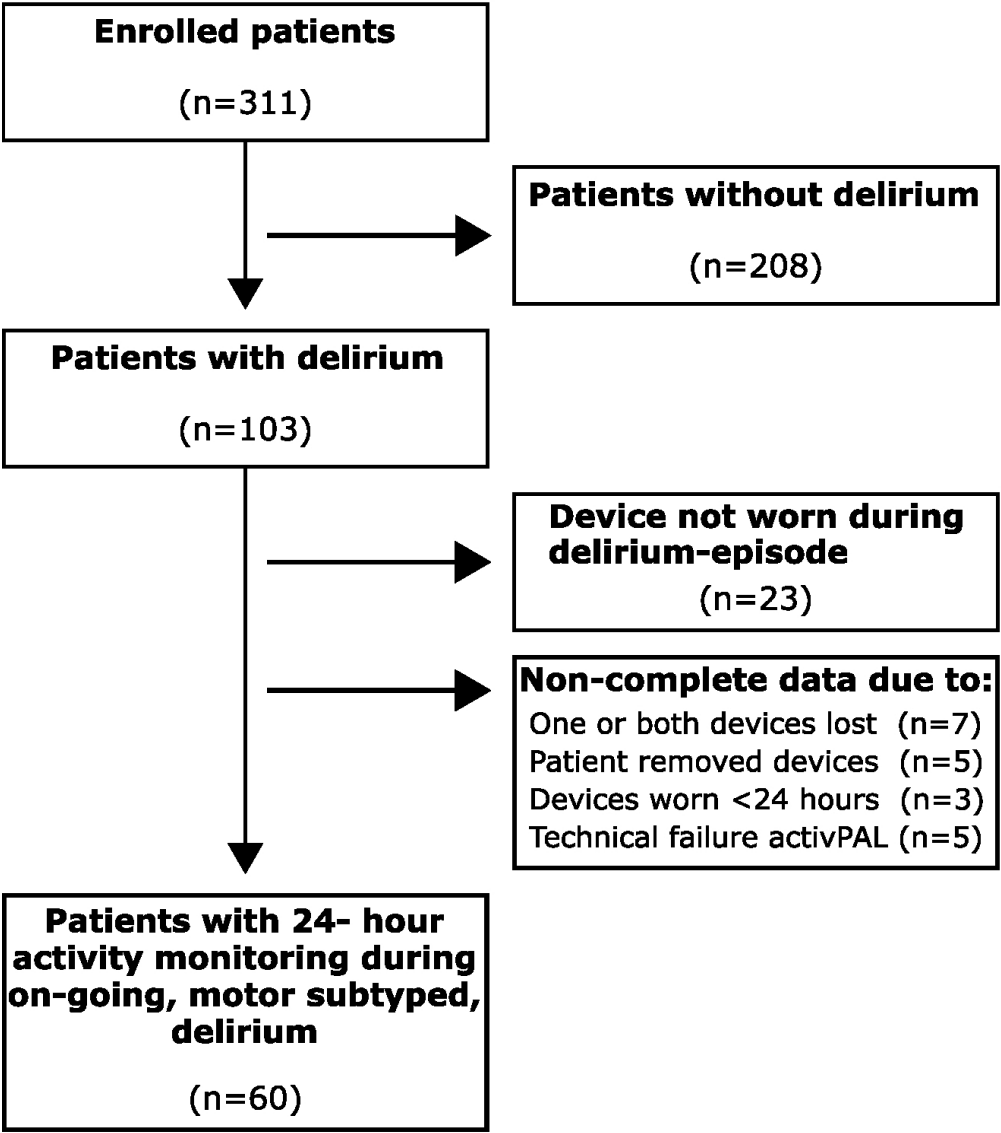 Enrolled patients
(n=311)
Patients without delirium
(n=208)
Patients with delirium
(n=103)
Device not worn during
delirium-episode
(n=23)
Non-complete data due to:
One or both devices lost (n=7)
Patient removed devices (n=5)
Devices worn <24 hours (n=3)
Technical failure activPAL (n=5)
Patients with 24- hour
activity monitoring during
on-going, motor subtyped,
delirium
(n=60)